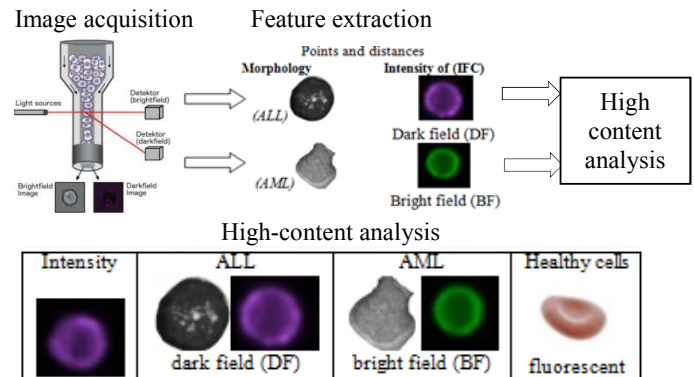 Image acquisition
Feature extraction
Points and distances
Morphology
Intensity of (IFC)
Light sources
Detektor
(brightfield)
Detektor
(darkfield)
Brightfield
Image
Darkfield
Image
(ALL)
Dark field (DF)
(AML)
Bright field (BF)
High
content
analysis
High-content analysis
Intensity
ALL
AML
Healthy cells
dark field (DF)
bright field (BF)
fluorescent